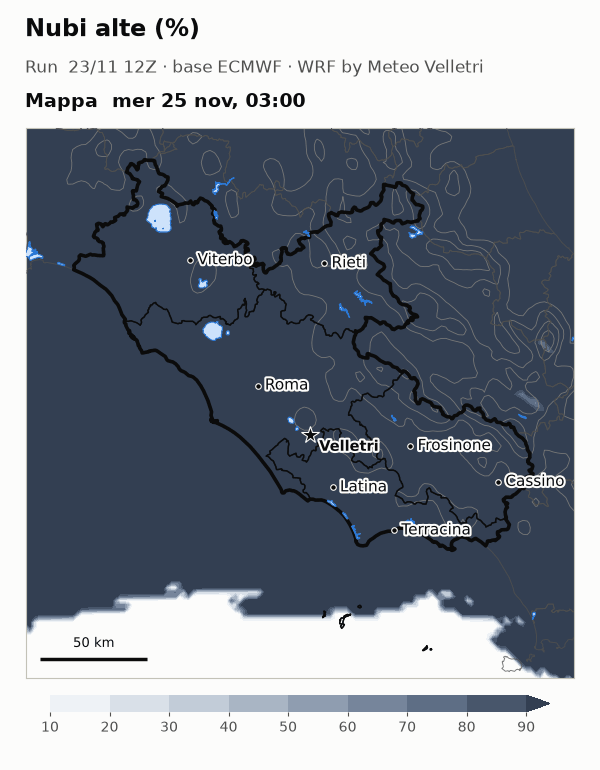 Nubi alte (%)
Run  23/11 12Z · base ECMWF · WRF by Meteo Velletri
Mappa  mer 25 nov, 03:00
Viterbo
Rieti
Roma
Velletri
Frosinone
Cassino
Latina
Terracina
50 km
10 20 30 40 50 60 70 80 90